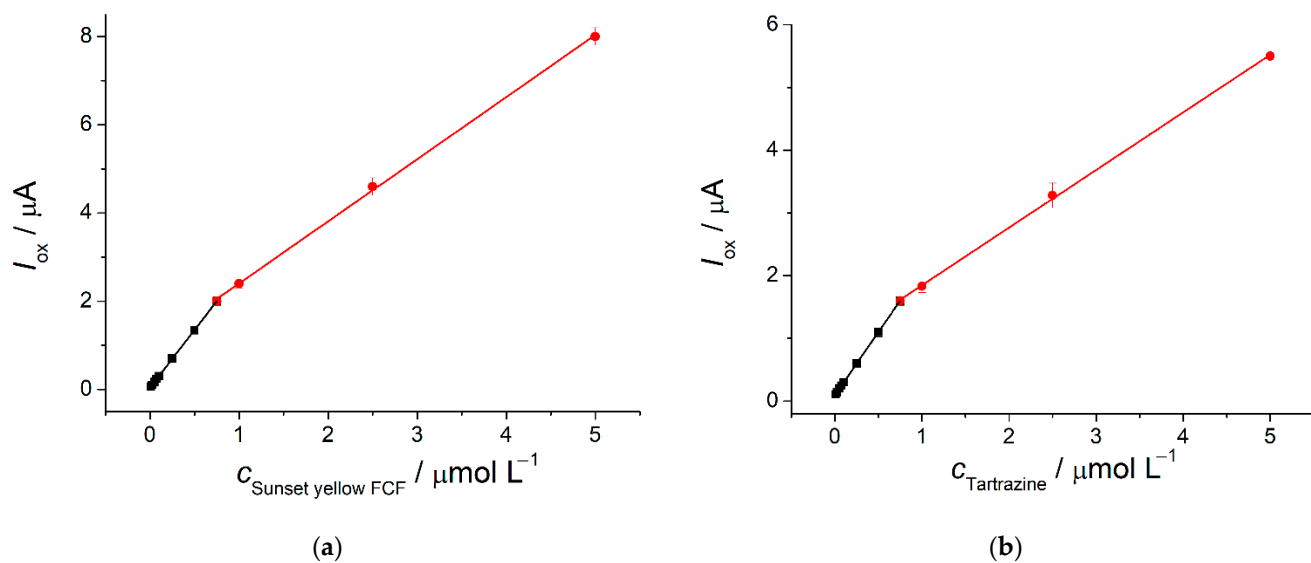 8
6
4
2
0
I_ox / μA
0 1 2 3 4 5
c_Sunset yellow FCF / μmol L⁻¹
(a)
6
4
2
0
I_ox / μA
0 1 2 3 4 5
c_Tartrazine / μmol L⁻¹
(b)